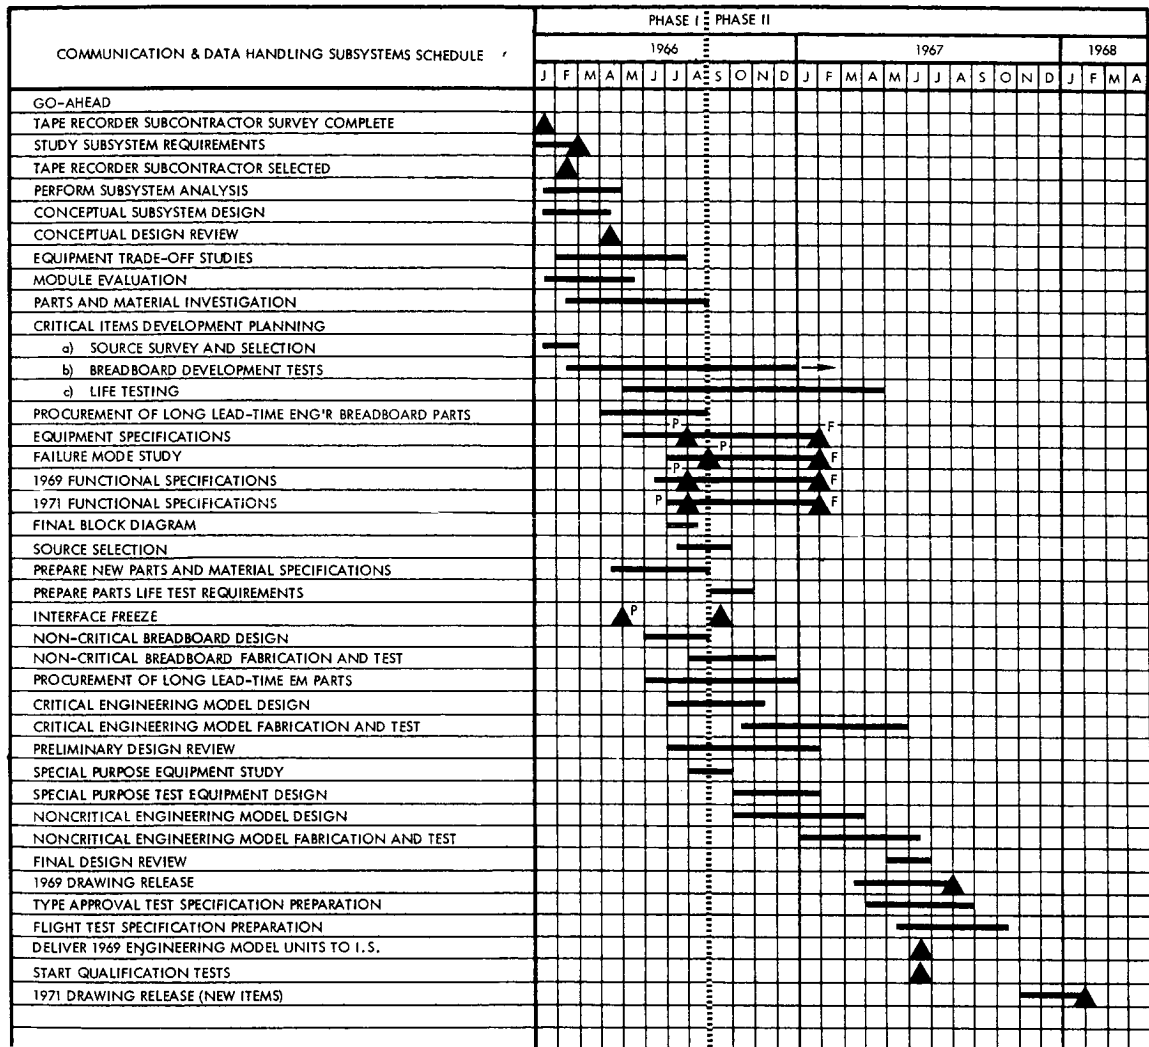 PHASE I PHASE II
COMMUNICATION & DATA HANDLING SUBSYSTEMS SCHEDULE
1966 1967 1968
J F M A M J J A S O N D J F M A M J J A S O N D J F M A
GO-AHEAD
TAPE RECORDER SUBCONTRACTOR SURVEY COMPLETE
STUDY SUBSYSTEM REQUIREMENTS
TAPE RECORDER SUBCONTRACTOR SELECTED
PERFORM SUBSYSTEM ANALYSIS
CONCEPTUAL SUBSYSTEM DESIGN
CONCEPTUAL DESIGN REVIEW
EQUIPMENT TRADE-OFF STUDIES
MODULE EVALUATION
PARTS AND MATERIAL INVESTIGATION
CRITICAL ITEMS DEVELOPMENT PLANNING
a) SOURCE SURVEY AND SELECTION
b) BREADBOARD DEVELOPMENT TESTS
c) LIFE TESTING
PROCUREMENT OF LONG LEAD-TIME ENG'R BREADBOARD PARTS
EQUIPMENT SPECIFICATIONS P F
FAILURE MODE STUDY P F
1969 FUNCTIONAL SPECIFICATIONS P F
1971 FUNCTIONAL SPECIFICATIONS P F
FINAL BLOCK DIAGRAM
SOURCE SELECTION
PREPARE NEW PARTS AND MATERIAL SPECIFICATIONS
PREPARE PARTS LIFE TEST REQUIREMENTS
INTERFACE FREEZE P
NON-CRITICAL BREADBOARD DESIGN
NON-CRITICAL BREADBOARD FABRICATION AND TEST
PROCUREMENT OF LONG LEAD-TIME EM PARTS
CRITICAL ENGINEERING MODEL DESIGN
CRITICAL ENGINEERING MODEL FABRICATION AND TEST
PRELIMINARY DESIGN REVIEW
SPECIAL PURPOSE EQUIPMENT STUDY
SPECIAL PURPOSE TEST EQUIPMENT DESIGN
NONCRITICAL ENGINEERING MODEL DESIGN
NONCRITICAL ENGINEERING MODEL FABRICATION AND TEST
FINAL DESIGN REVIEW
1969 DRAWING RELEASE
TYPE APPROVAL TEST SPECIFICATION PREPARATION
FLIGHT TEST SPECIFICATION PREPARATION
DELIVER 1969 ENGINEERING MODEL UNITS TO I.S.
START QUALIFICATION TESTS
1971 DRAWING RELEASE (NEW ITEMS)